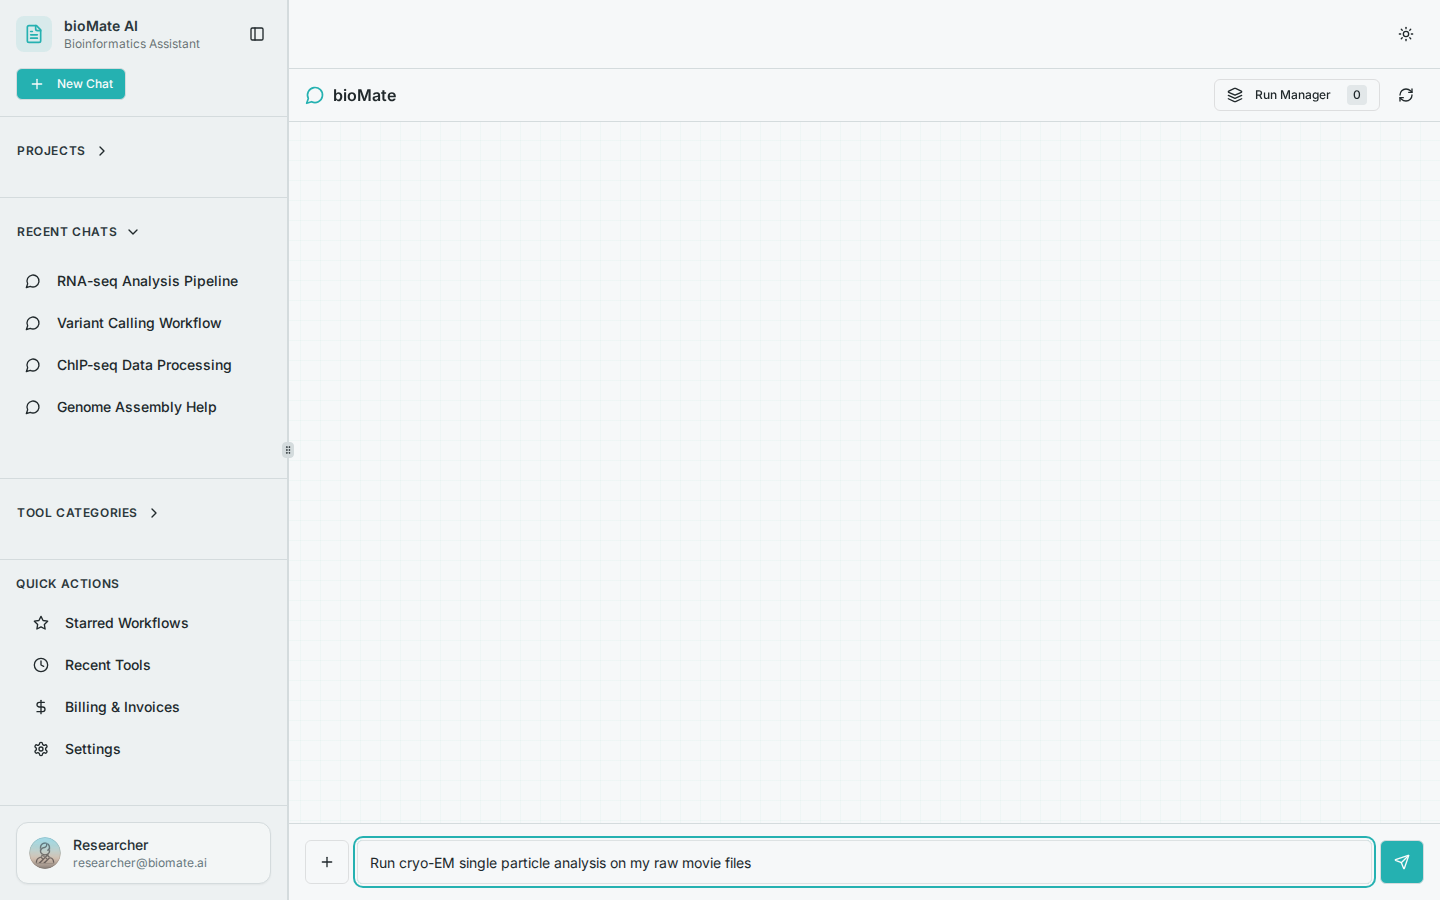 bioMate AI
Bioinformatics Assistant
New Chat
PROJECTS
RECENT CHATS
RNA-seq Analysis Pipeline
Variant Calling Workflow
ChIP-seq Data Processing
Genome Assembly Help
TOOL CATEGORIES
QUICK ACTIONS
Starred Workflows
Recent Tools
Billing & Invoices
Settings
Researcher
researcher@biomate.ai
bioMate
Run Manager 0
Run cryo-EM single particle analysis on my raw movie files